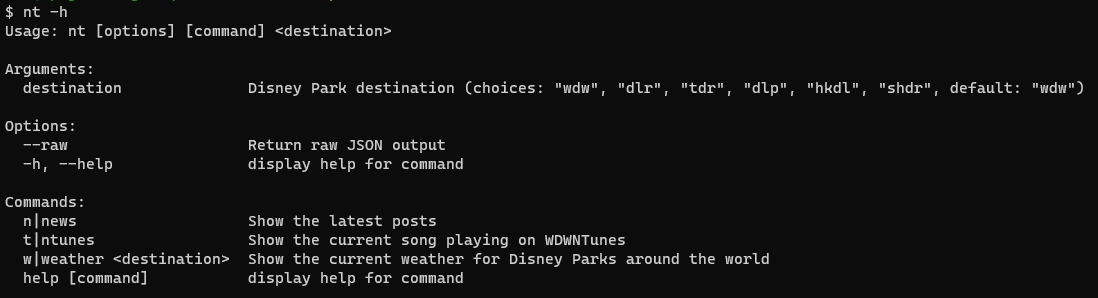 $ nt -h
Usage: nt [options] [command] <destination>
Arguments:
destination Disney Park destination (choices: "wdw", "dlr", "tdr", "dlp", "hkdl", "shdr", default: "wdw")
Options:
--raw Return raw JSON output
-h, --help display help for command
Commands:
n|news Show the latest posts
t|ntunes Show the current song playing on WDWNTunes
w|weather <destination> Show the current weather for Disney Parks around the world
help [command] display help for command